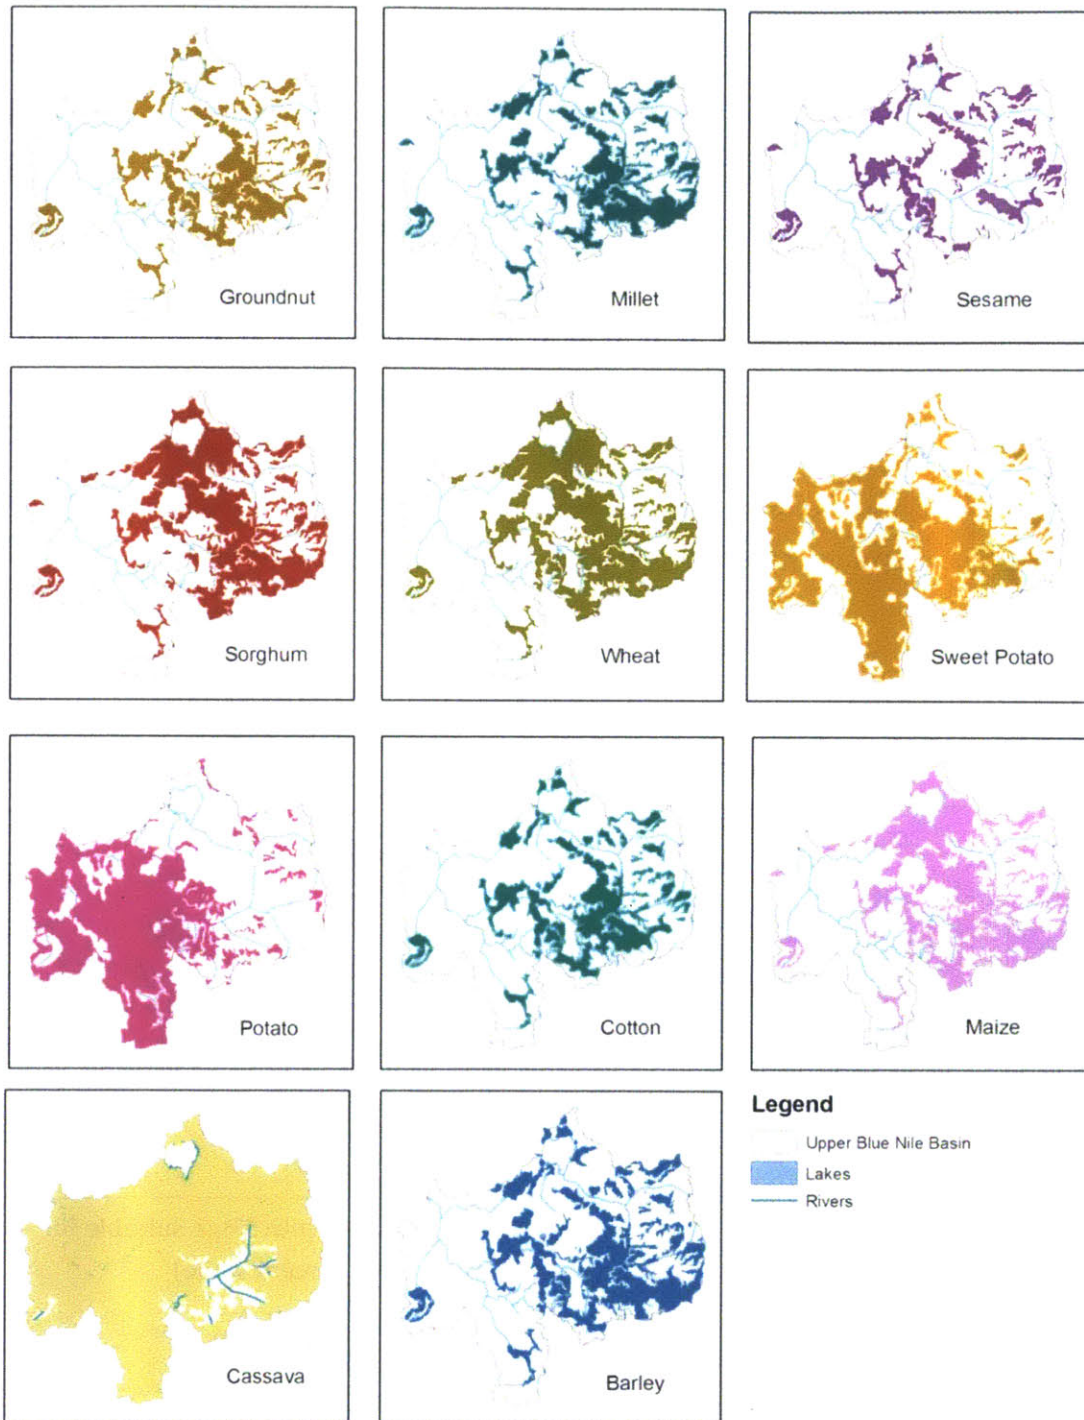 Groundnut
Millet
Sesame
Sorghum
Wheat
Sweet Potato
Potato
Cotton
Maize
Cassava
Barley
Legend
Upper Blue Nile Basin
Lakes
Rivers